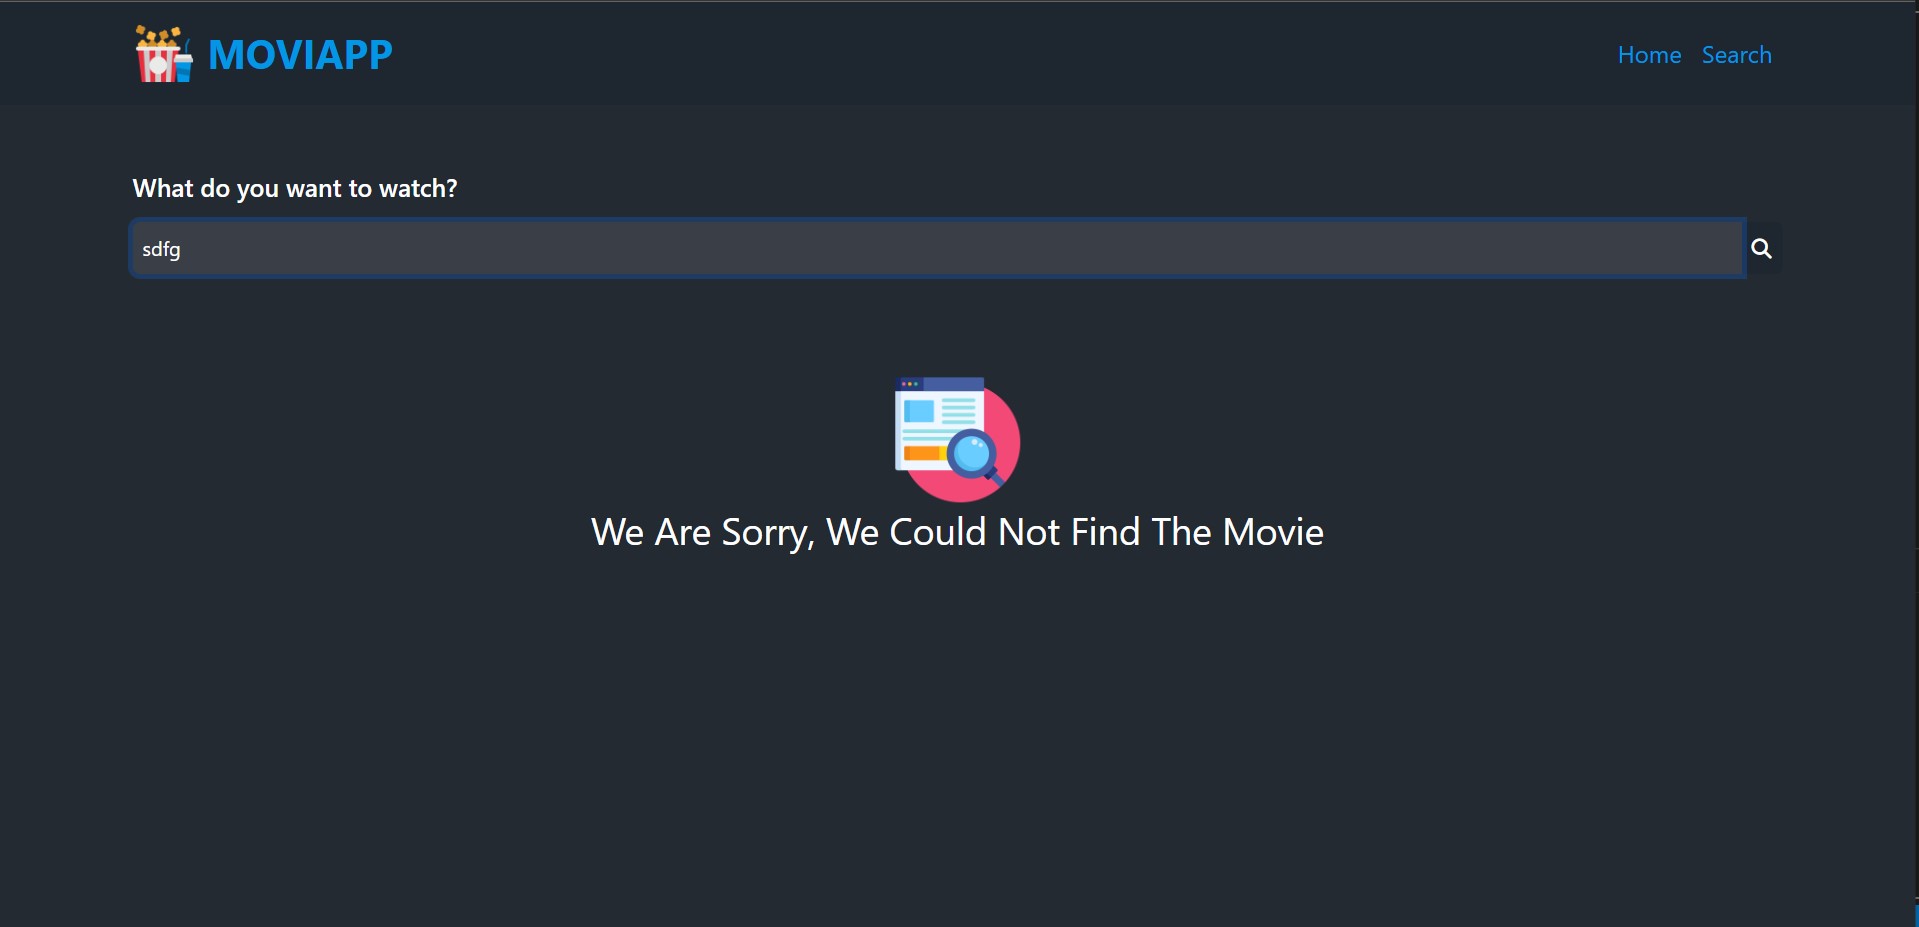 MOVIAPP
Home Search
What do you want to watch?
sdfg
We Are Sorry, We Could Not Find The Movie